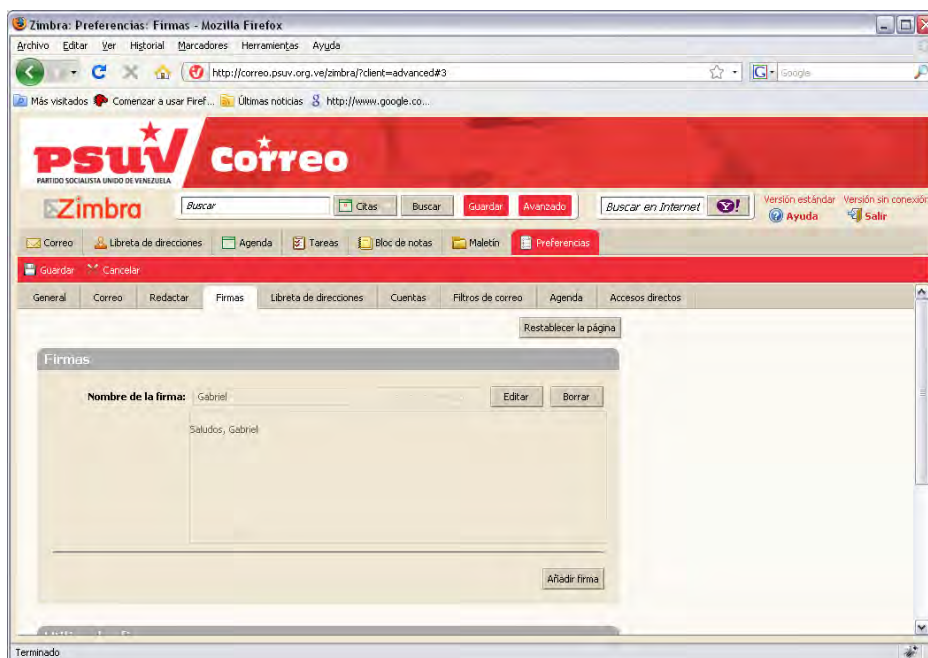 Zimbra: Preferencias: Firmas - Mozilla Firefox
Archivo Editar Ver Historial Marcadores Herramientas Ayuda
http://correo.psuv.org.ve/zimbra/?client=advanced#3
Google
Más visitados Comenzar a usar Firef... Últimas noticias http://www.google.co...
PSUV Correo
PARTIDO SOCIALISTA UNIDO DE VENEZUELA
Zimbra Buscar Citas Buscar Guardar Avanzado Buscar en Internet Y! Versión estándar Versión sin conexión
Ayuda Salir
Correo Libreta de direcciones Agenda Tareas Bloc de notas Maletín Preferencias
Guardar Cancelar
General Correo Redactar Firmas Libreta de direcciones Cuentas Filtros de correo Agenda Accesos directos
Restablecer la página
Firmas
Nombre de la firma: Gabriel Editar Borrar
Saludos, Gabriel
Añadir firma
Terminado